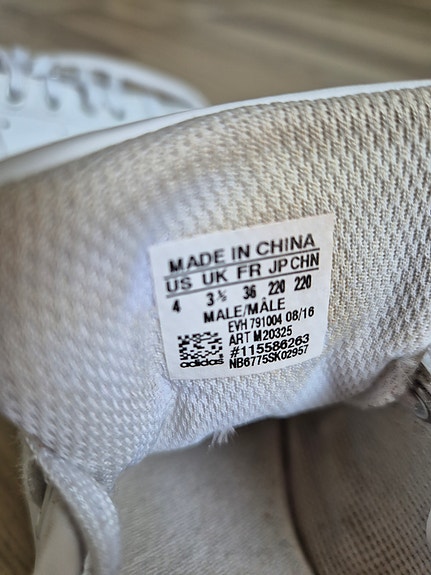 MADE IN CHINA
US UK FR JP CHN
4 3½ 36 220 220
MALE/MÂLE
EVH 791004 08/16
ART M20325
#115586263
adidas NB6775SK02957